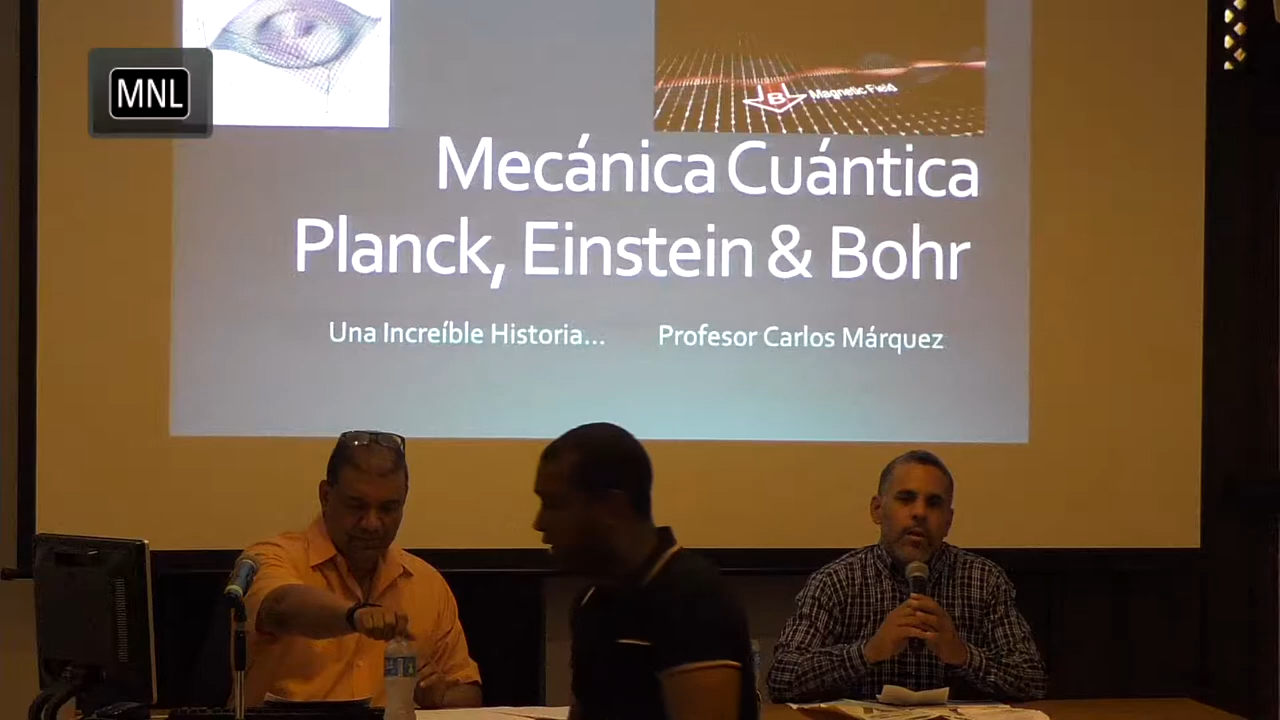 MNL
B Magnetic Field
Mecánica Cuántica
Planck, Einstein & Bohr
Una Increíble Historia... Profesor Carlos Márquez